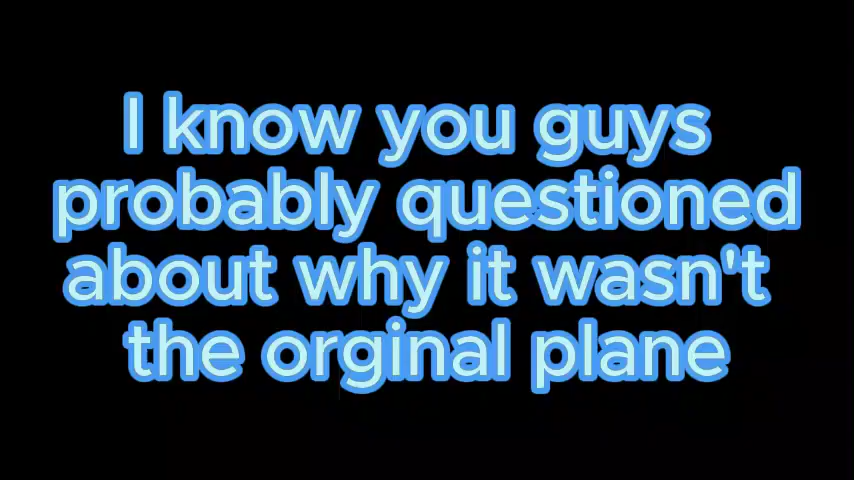 I know you guys
probably questioned
about why it wasn't
the orginal plane